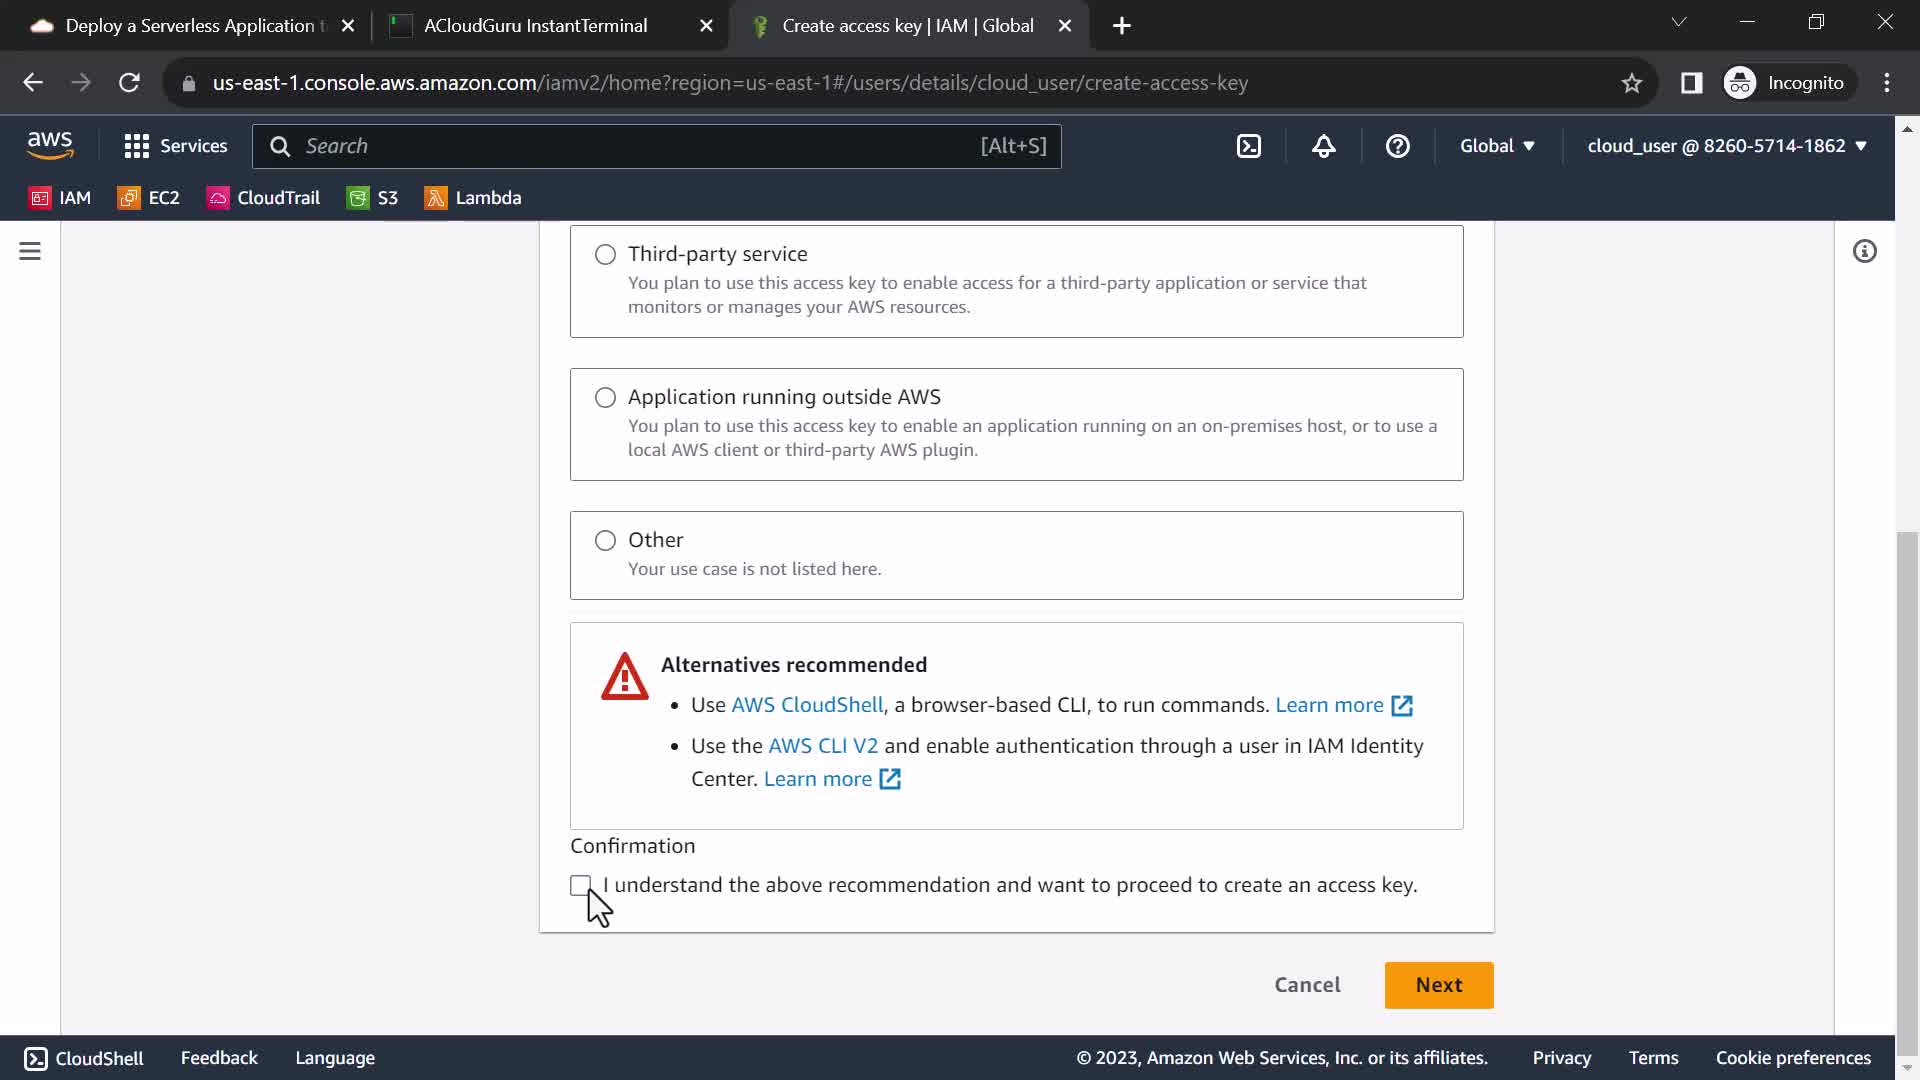 Deploy a Serverless Application t
ACloudGuru InstantTerminal
Create access key | IAM | Global
us-east-1.console.aws.amazon.com/iamv2/home?region=us-east-1#/users/details/cloud_user/create-access-key
Incognito
aws
Services
Search
[Alt+S]
Global
cloud_user @ 8260-5714-1862
IAM
EC2
CloudTrail
S3
Lambda
Third-party service
You plan to use this access key to enable access for a third-party application or service that
monitors or manages your AWS resources.
Application running outside AWS
You plan to use this access key to enable an application running on an on-premises host, or to use a
local AWS client or third-party AWS plugin.
Other
Your use case is not listed here.
Alternatives recommended
• Use AWS CloudShell, a browser-based CLI, to run commands. Learn more
• Use the AWS CLI V2 and enable authentication through a user in IAM Identity
Center. Learn more
Confirmation
I understand the above recommendation and want to proceed to create an access key.
Cancel
Next
CloudShell
Feedback
Language
© 2023, Amazon Web Services, Inc. or its affiliates.
Privacy
Terms
Cookie preferences